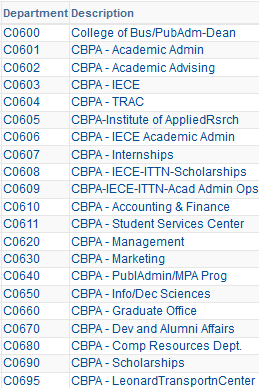 Department Description
C0600 College of Bus/PubAdm-Dean
C0601 CBPA - Academic Admin
C0602 CBPA - Academic Advising
C0603 CBPA - IECE
C0604 CBPA - TRAC
C0605 CBPA-Institute of AppliedRsrch
C0606 CBPA - IECE Academic Admin
C0607 CBPA - Internships
C0608 CBPA - IECE-ITTN-Scholarships
C0609 CBPA-IECE-ITTN-Acad Admin Ops
C0610 CBPA - Accounting & Finance
C0611 CBPA - Student Services Center
C0620 CBPA - Management
C0630 CBPA - Marketing
C0640 CBPA - PublAdmin/MPA Prog
C0650 CBPA - Info/Dec Sciences
C0660 CBPA - Graduate Office
C0670 CBPA - Dev and Alumni Affairs
C0680 CBPA - Comp Resources Dept.
C0690 CBPA - Scholarships
C0695 CBPA - LeonardTransportnCenter